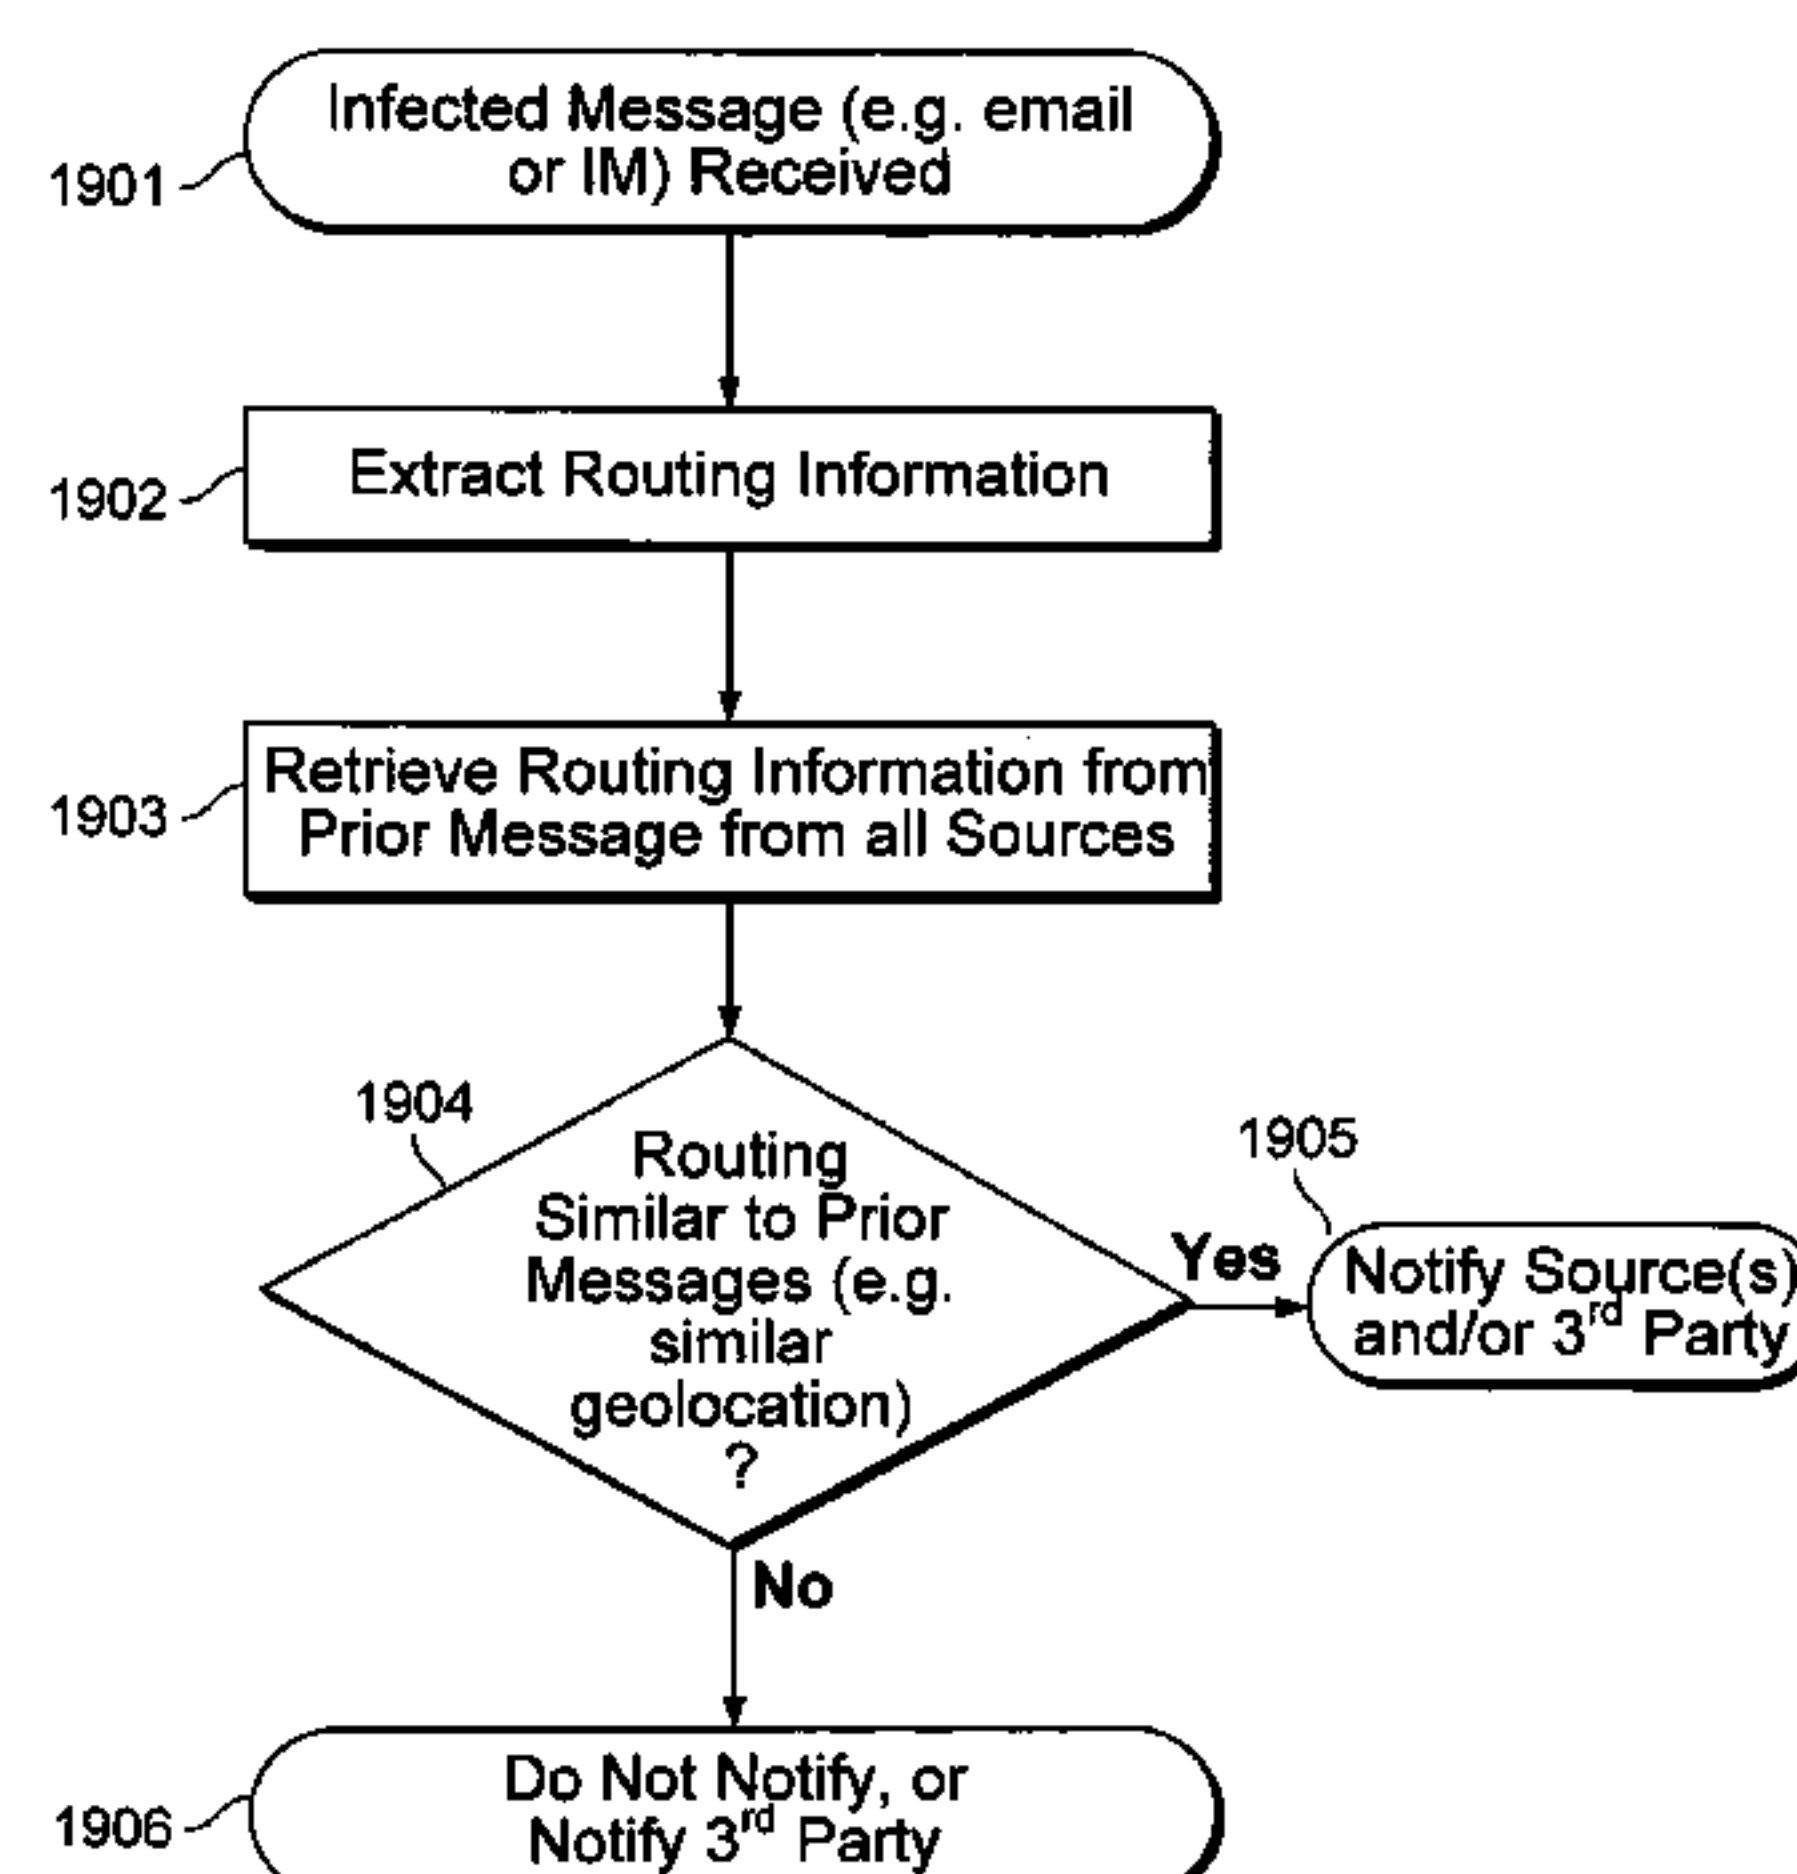 Infected Message (e.g. email
or IM) Received
1901
Extract Routing Information
1902
Retrieve Routing Information from
Prior Message from all Sources
1903
1904
Routing
Similar to Prior
Messages (e.g.
similar
geolocation)
?
Yes
1905
Notify Source(s)
and/or 3rd Party
No
Do Not Notify, or
Notify 3rd Party
1906